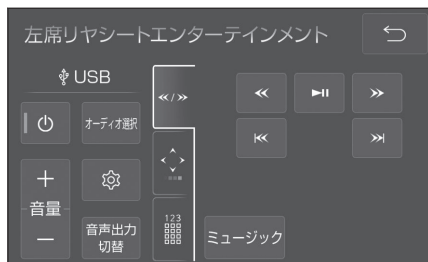 左席リヤシートエンターテインメント
USB
オーディオ選択
音量
音声出力
切替
123
ミュージック